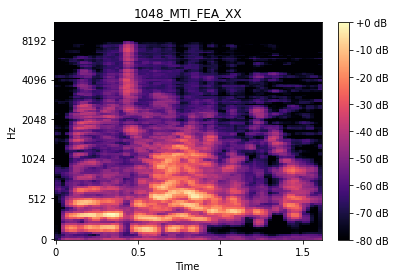 1048_MTI_FEA_XX
+0 dB
8192
-10 dB
4096
-20 dB
-30 dB
2048
Hz
-40 dB
1024
-50 dB
512
-60 dB
-70 dB
0
-80 dB
0
0.5
1
1.5
Time